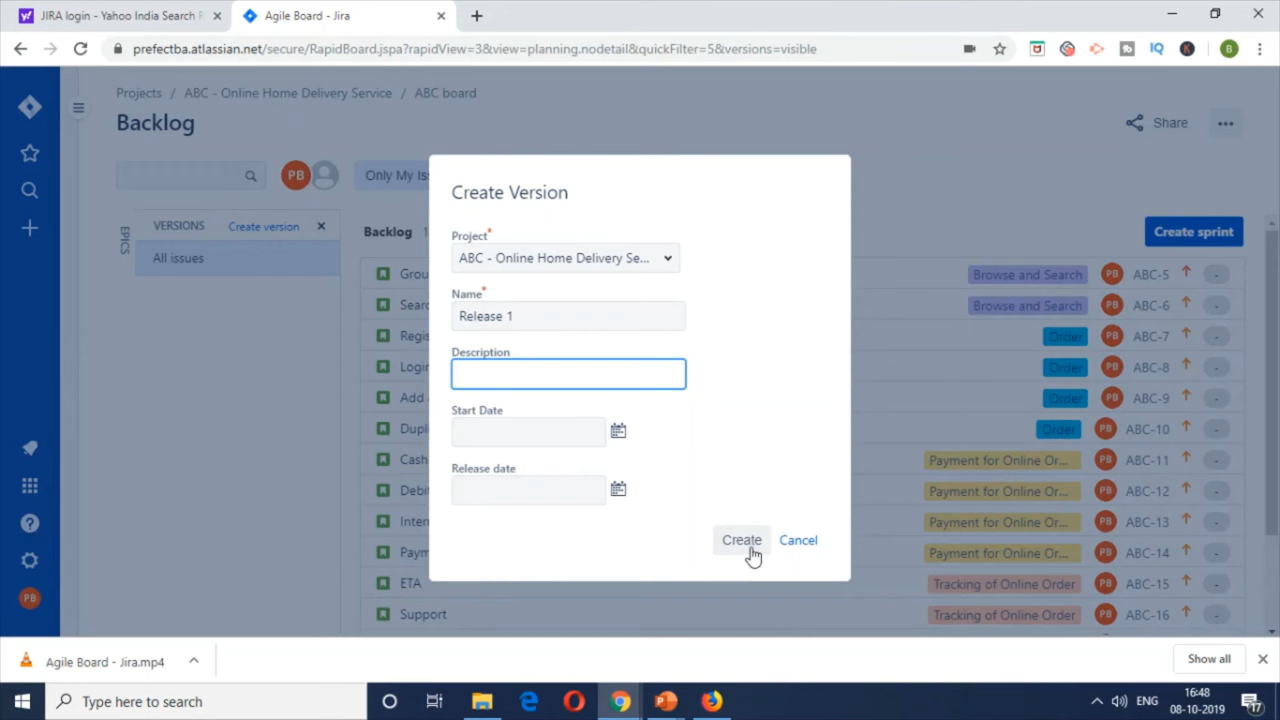 JIRA login - Yahoo India Search R
Agile Board - Jira
prefectba.atlassian.net/secure/RapidBoard.jspa?rapidView=3&view=planning.nodetail&quickFilter=5&versions=visible
IQ
K
B
Projects / ABC - Online Home Delivery Service / ABC board
Backlog
Share
PB
Only My Is
VERSIONS
Create version
EPICS
All issues
Backlog
Create sprint
Create Version
Project*
ABC - Online Home Delivery Se...
Name*
Release 1
Description
Start Date
Release date
Create
Cancel
Grou
Browse and Search PB ABC-5 -
Sear
Browse and Search PB ABC-6 -
Regis
Order PB ABC-7 -
Login
Order PB ABC-8 -
Add
Order PB ABC-9 -
Dupli
Order PB ABC-10 -
Cash
Payment for Online Or... PB ABC-11 -
Debi
Payment for Online Or... PB ABC-12 -
Inter
Payment for Online Or... PB ABC-13 -
Paym
Payment for Online Or... PB ABC-14 -
ETA
Tracking of Online Order PB ABC-15 -
Support
Tracking of Online Order PB ABC-16 -
PB
Agile Board - Jira.mp4
Show all
Type here to search
ENG
16:48
08-10-2019
17